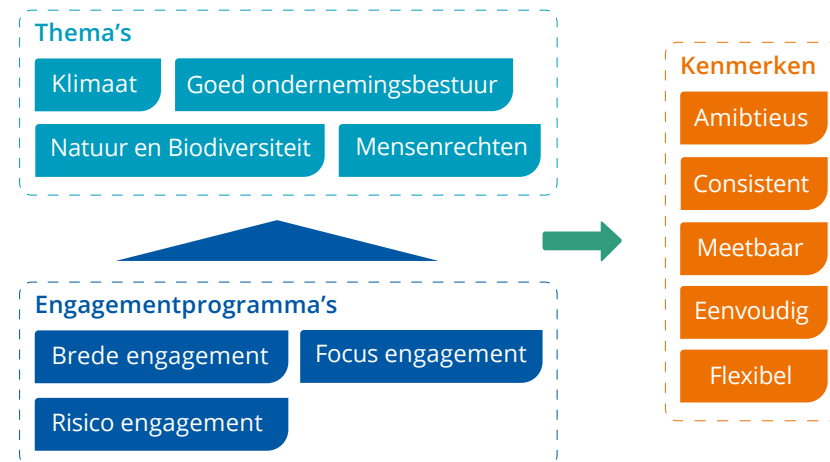 Thema’s
Klimaat
Goed ondernemingsbestuur
Natuur en Biodiversiteit
Mensenrechten
Engagementprogramma’s
Brede engagement
Focus engagement
Risico engagement
Kenmerken
Amibtieus
Consistent
Meetbaar
Eenvoudig
Flexibel